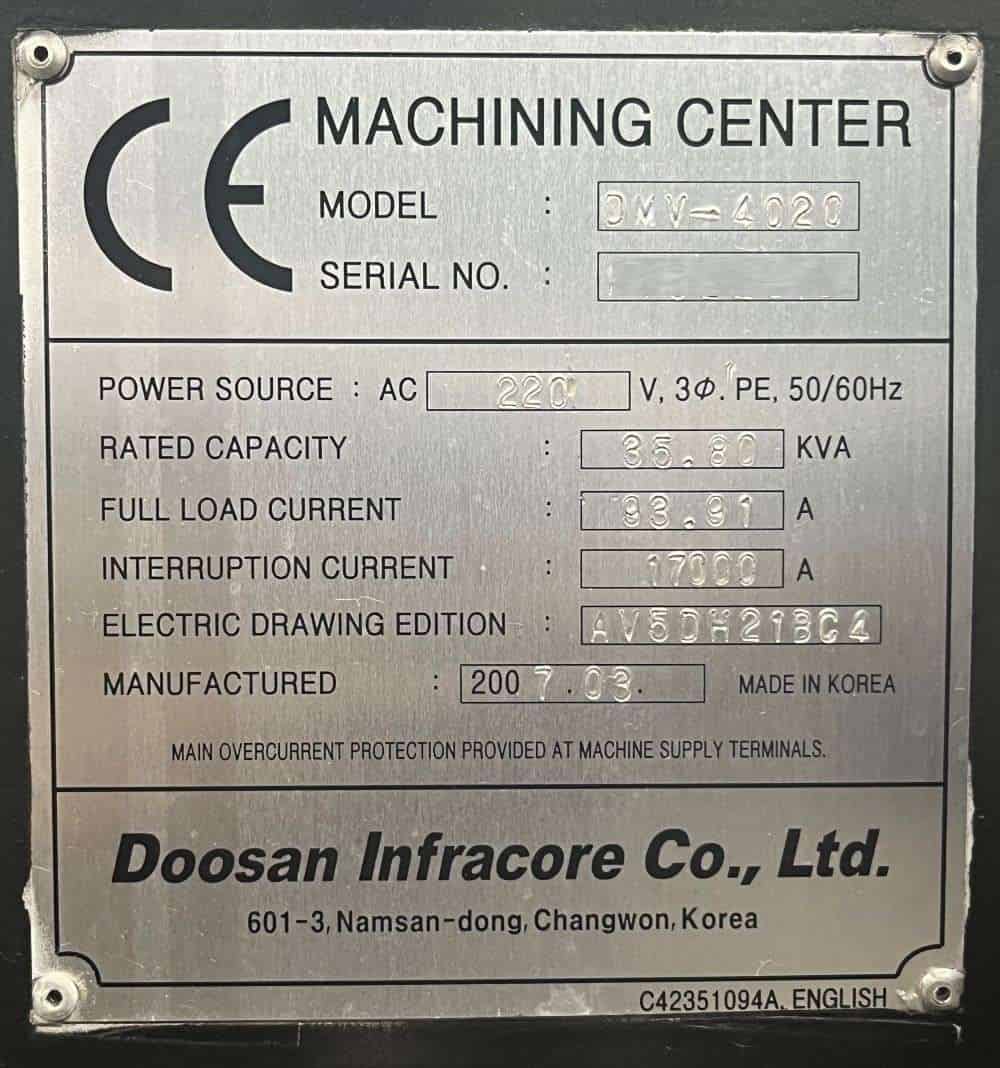 CE MACHINING CENTER
MODEL : DMV-4020
SERIAL NO. :
POWER SOURCE : AC 220 V, 3Φ. PE, 50/60Hz
RATED CAPACITY : 35.80 KVA
FULL LOAD CURRENT : 93.91 A
INTERRUPTION CURRENT : 17000 A
ELECTRIC DRAWING EDITION : AV5DH21BC4
MANUFACTURED : 2007.03. MADE IN KOREA
MAIN OVERCURRENT PROTECTION PROVIDED AT MACHINE SUPPLY TERMINALS.
Doosan Infracore Co., Ltd.
601-3, Namsan-dong, Changwon, Korea
C42351094A. ENGLISH